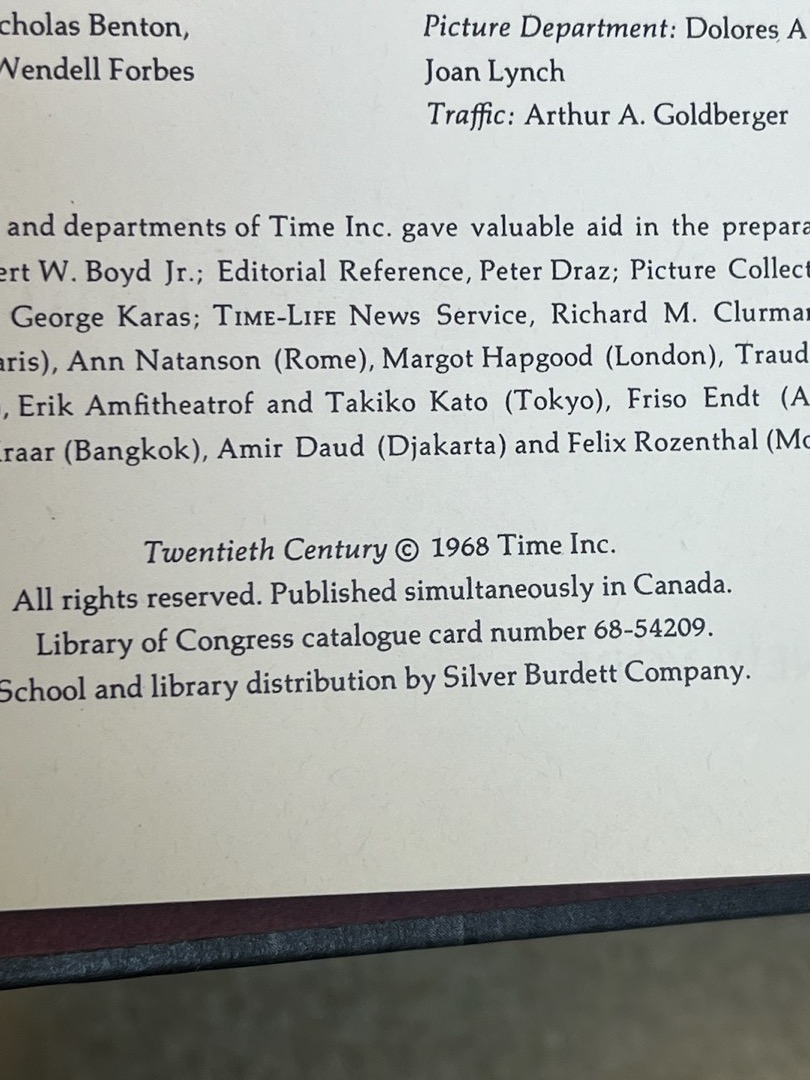 cholas Benton,
Wendell Forbes
Picture Department: Dolores A
Joan Lynch
Traffic: Arthur A. Goldberger
and departments of Time Inc. gave valuable aid in the prepara
ert W. Boyd Jr.; Editorial Reference, Peter Draz; Picture Collect
George Karas; TIME-LIFE News Service, Richard M. Clurman
aris), Ann Natanson (Rome), Margot Hapgood (London), Traud
, Erik Amfitheatrof and Takiko Kato (Tokyo), Friso Endt (A
raar (Bangkok), Amir Daud (Djakarta) and Felix Rozenthal (Mo
Twentieth Century © 1968 Time Inc.
All rights reserved. Published simultaneously in Canada.
Library of Congress catalogue card number 68-54209.
School and library distribution by Silver Burdett Company.